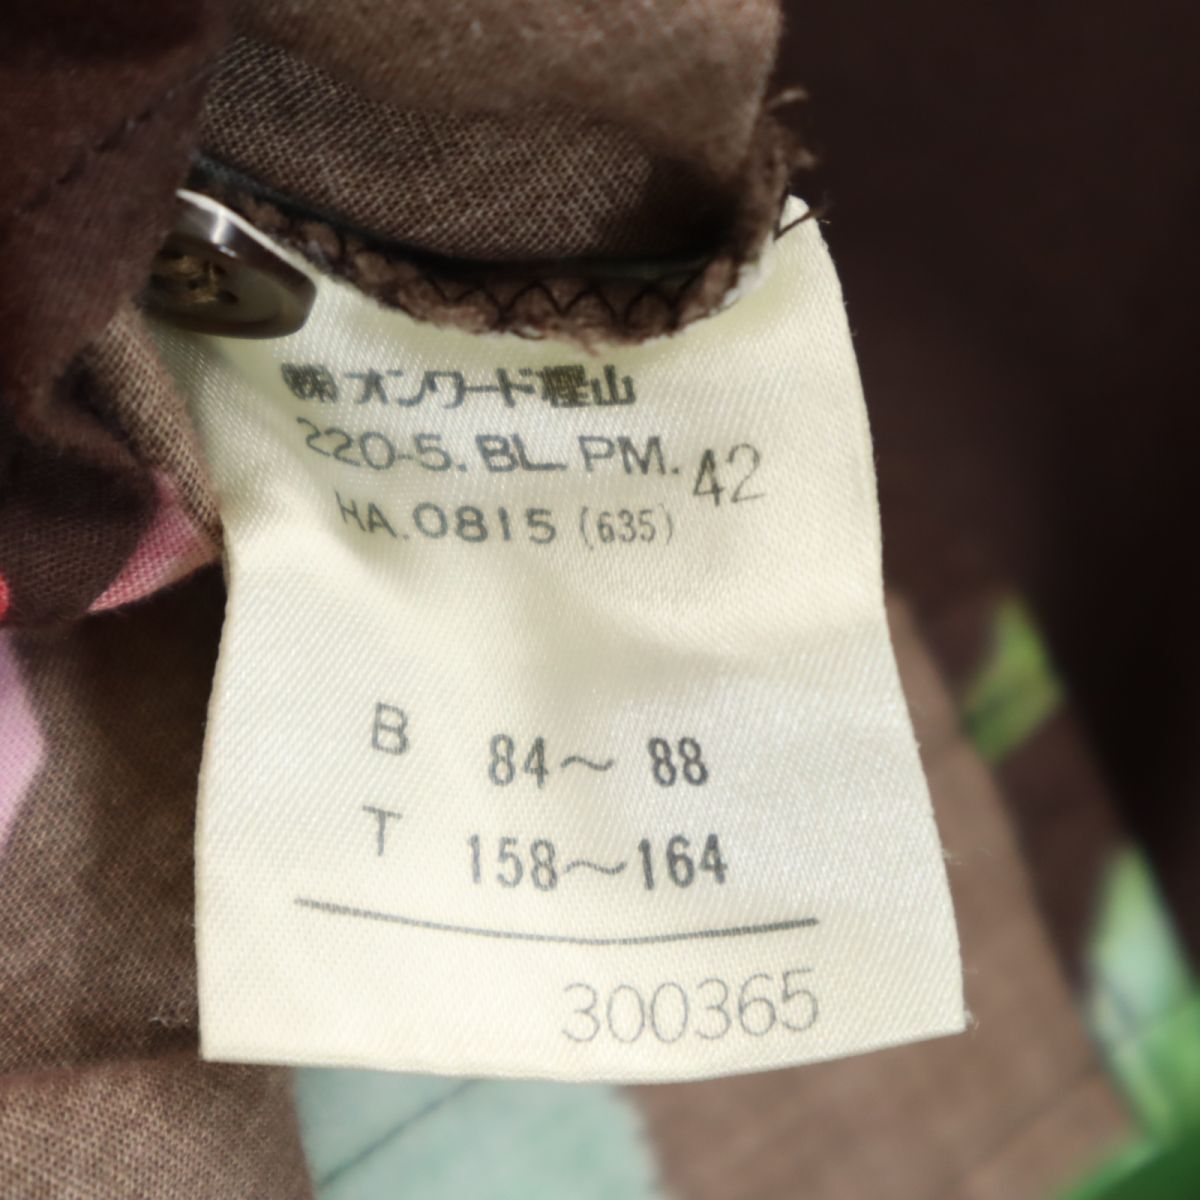 ㈱オンワード樫山
220-5. BL. PM. 42
HA. 0815 (635)
B 84～88
T 158～164
300365